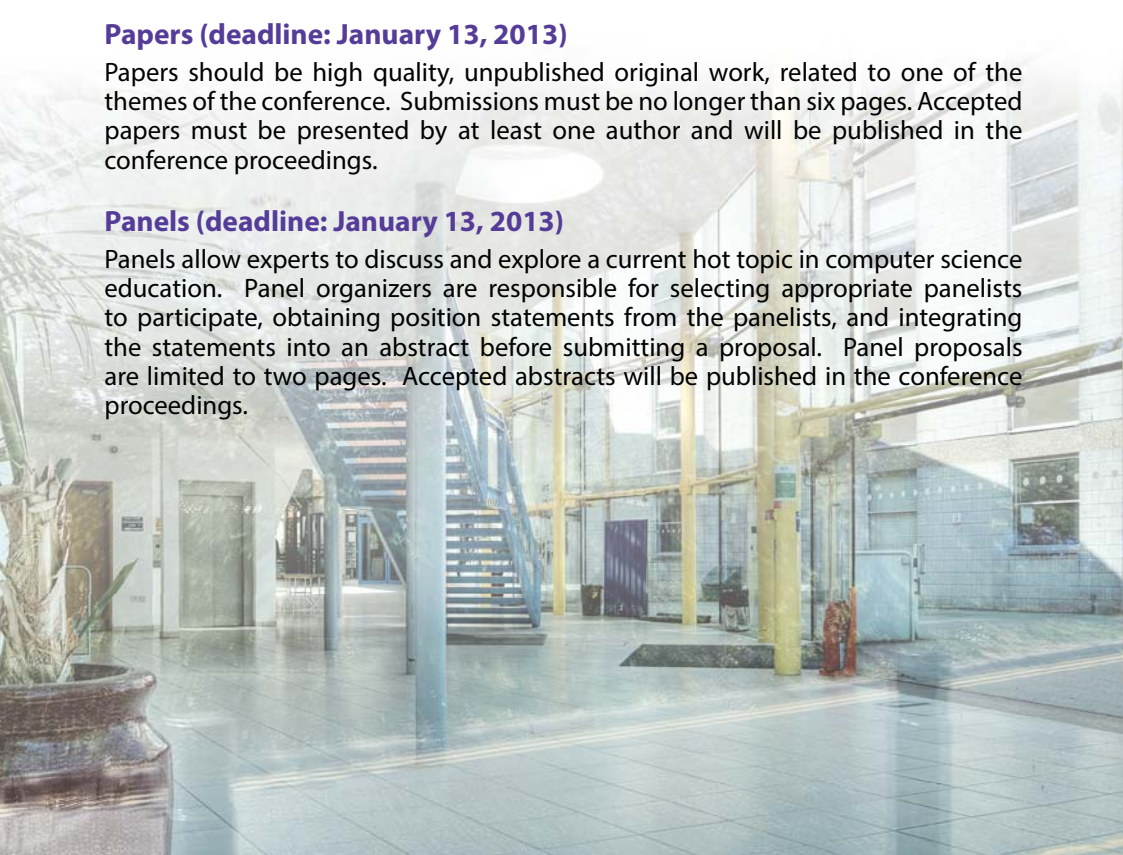 Papers (deadline: January 13, 2013)
Papers should be high quality, unpublished original work, related to one of the
themes of the conference. Submissions must be no longer than six pages. Accepted
papers must be presented by at least one author and will be published in the
conference proceedings.
Panels (deadline: January 13, 2013)
Panels allow experts to discuss and explore a current hot topic in computer science
education. Panel organizers are responsible for selecting appropriate panelists
to participate, obtaining position statements from the panelists, and integrating
the statements into an abstract before submitting a proposal. Panel proposals
are limited to two pages. Accepted abstracts will be published in the conference
proceedings.